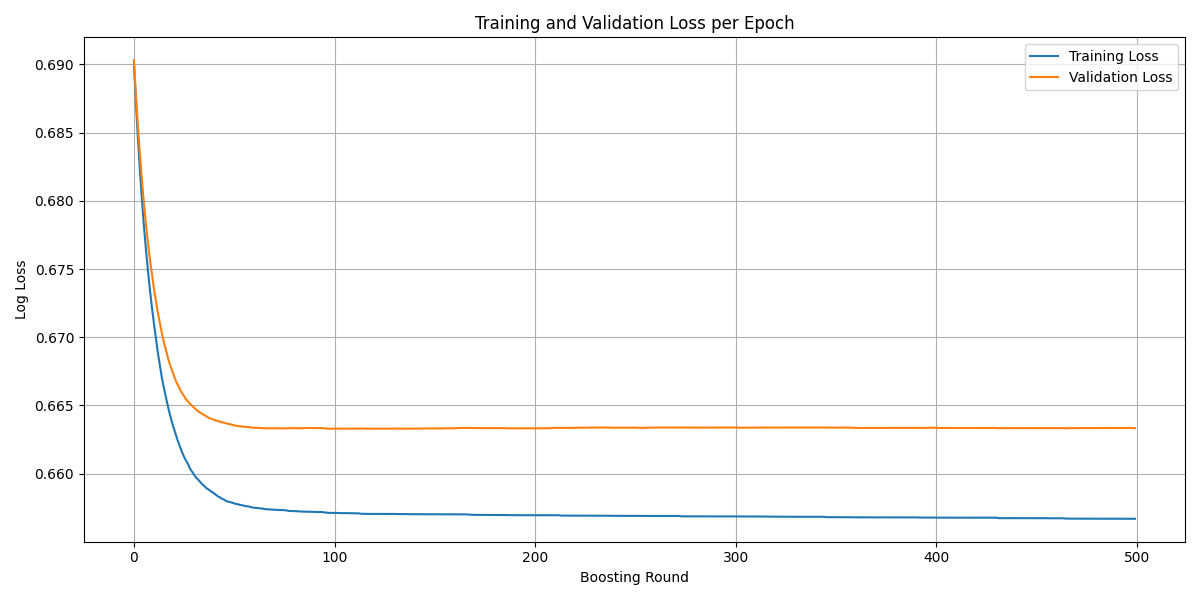 Training and Validation Loss per Epoch
Training Loss
Validation Loss
0.690
0.685
0.680
0.675
0.670
0.665
0.660
Log Loss
0 100 200 300 400 500
Boosting Round